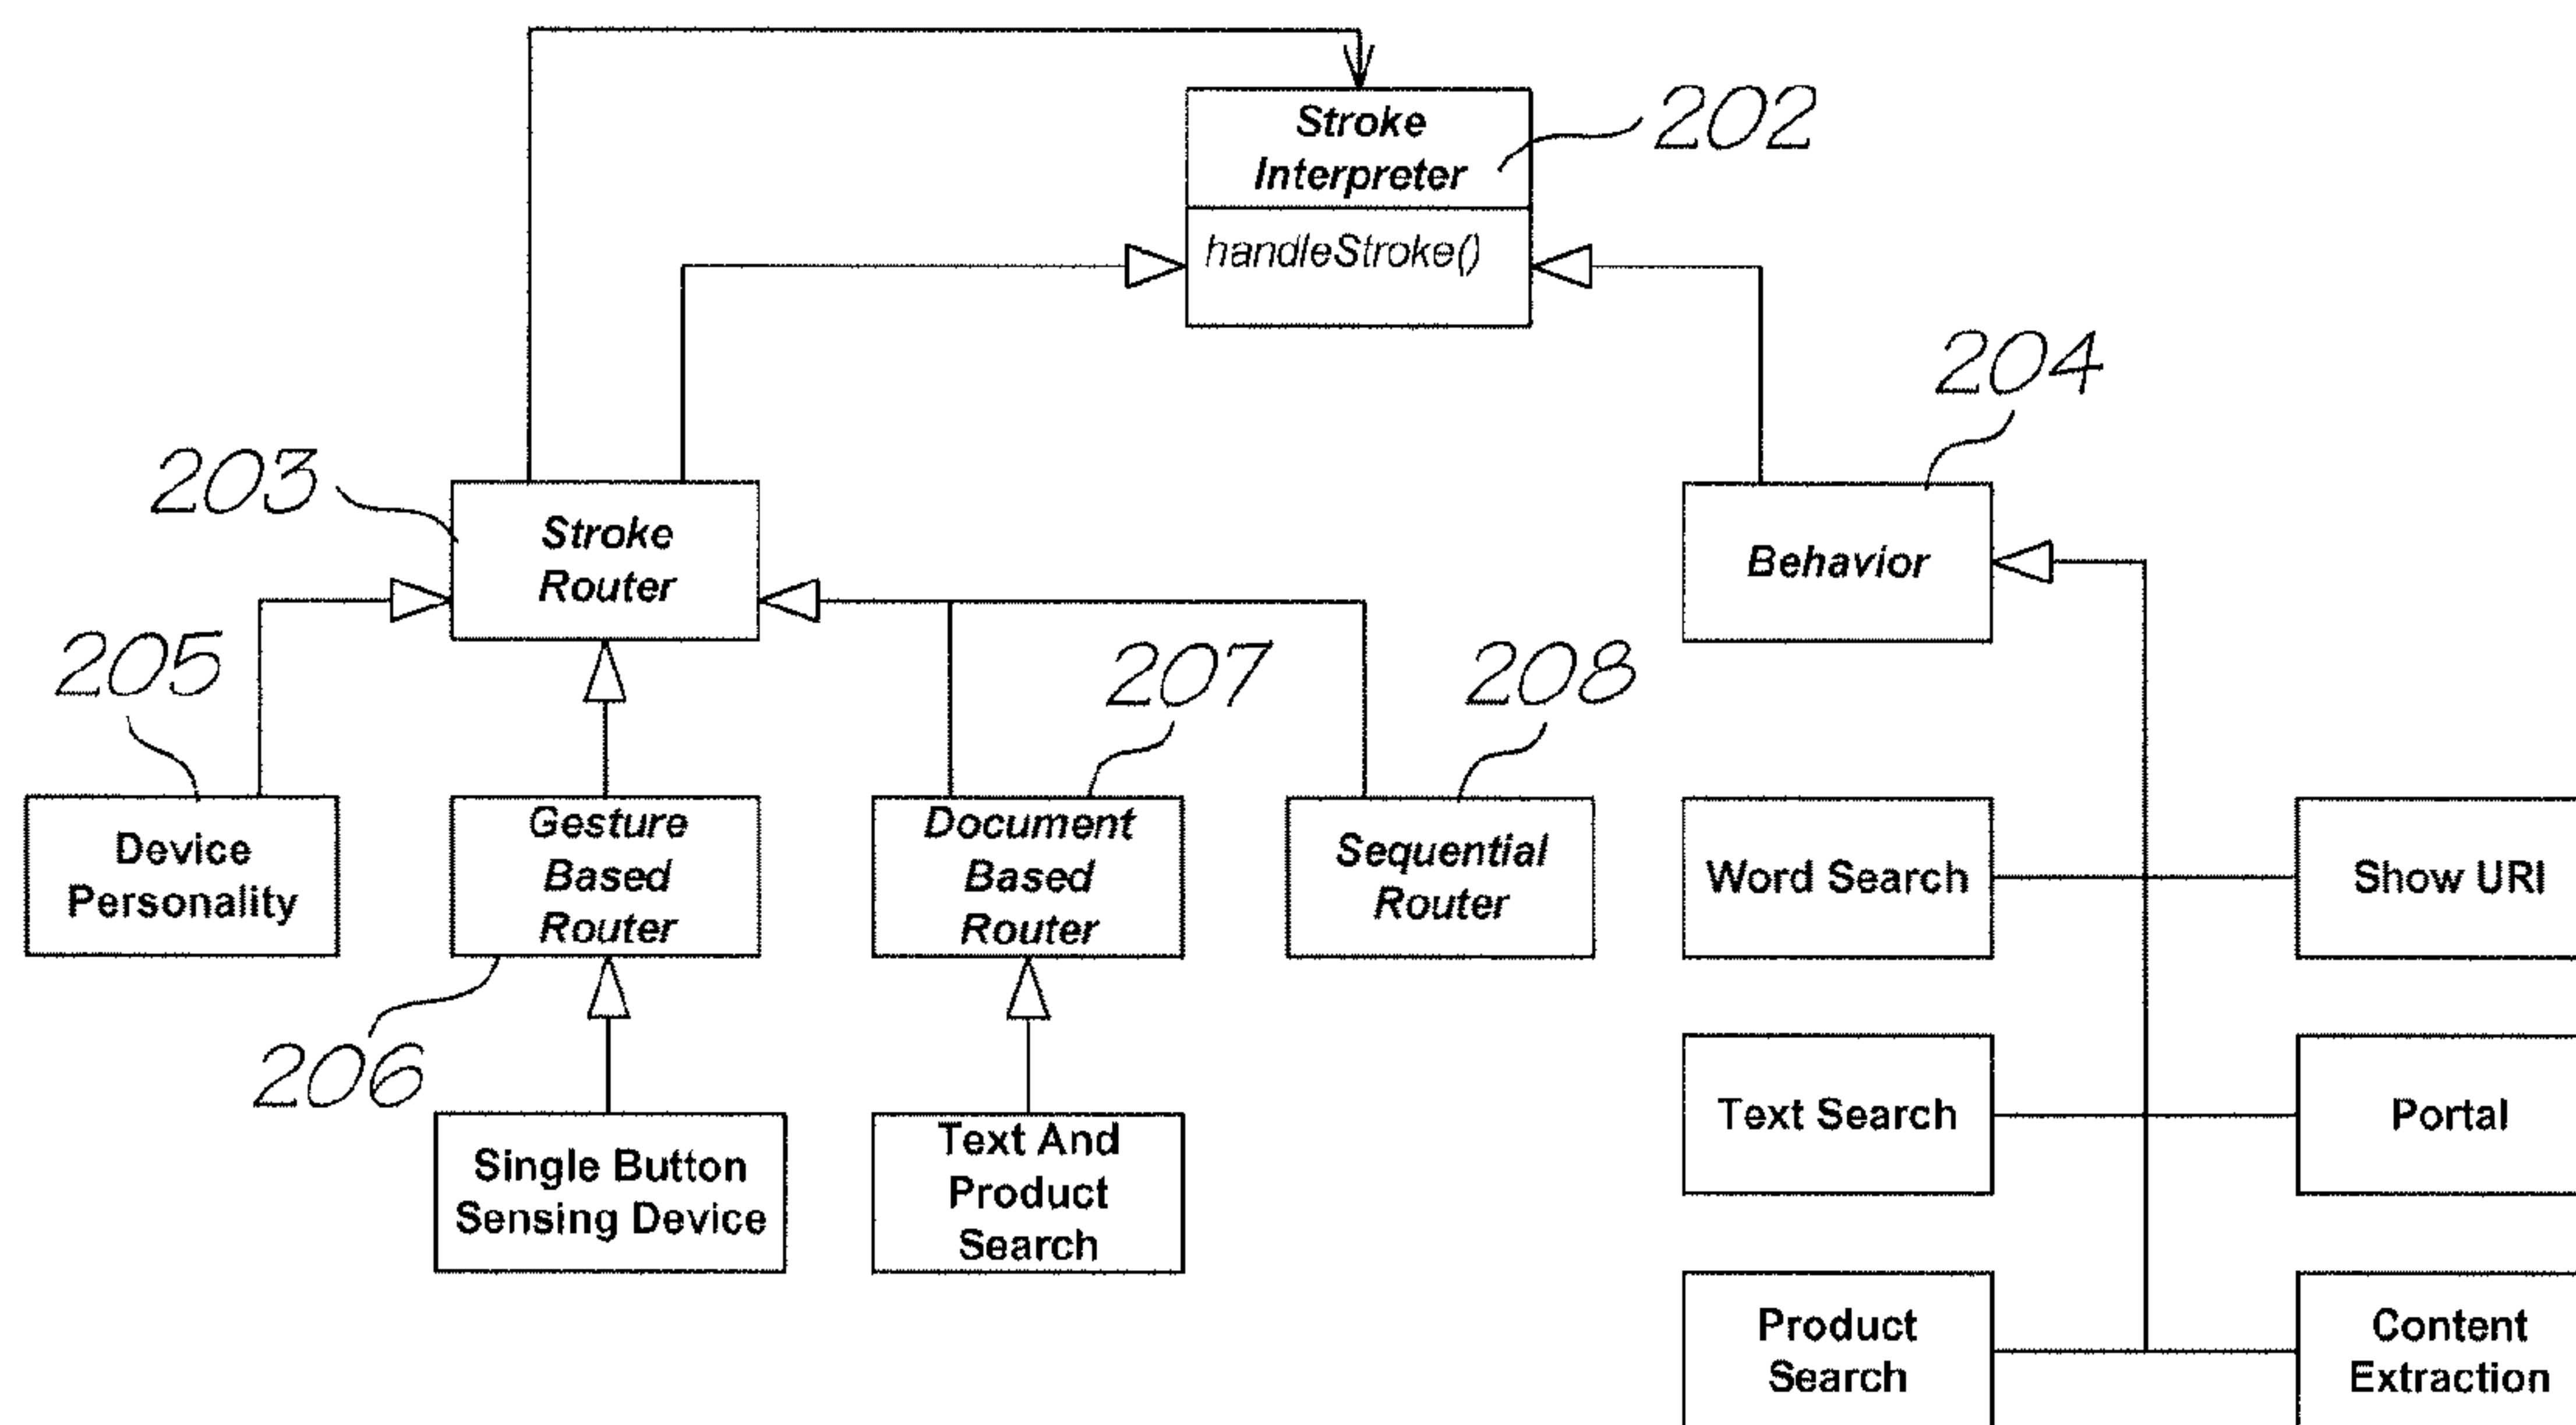 Stroke
Interpreter
202
handleStroke()
204
203
Stroke
Router
Behavior
205
207
208
Device
Personality
Gesture
Based
Router
Document
Based
Router
Sequential
Router
Word Search
Show URI
206
Single Button
Sensing Device
Text And
Product
Search
Text Search
Portal
Product
Search
Content
Extraction